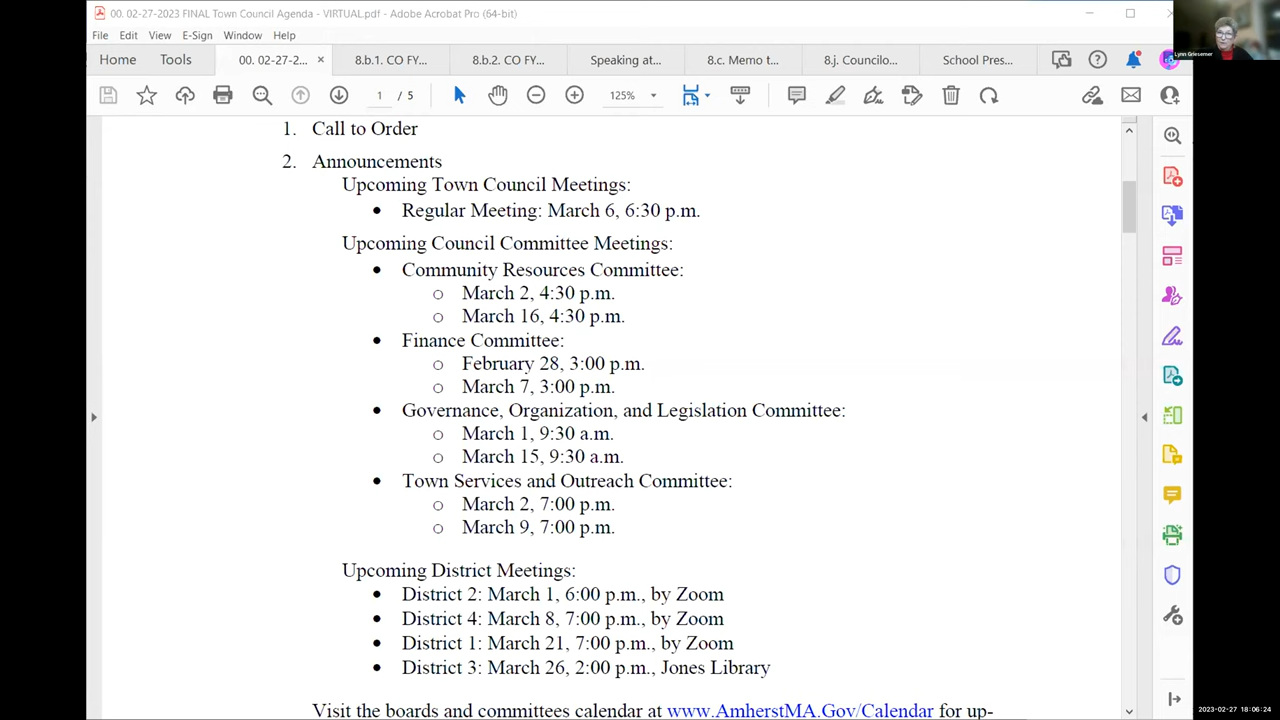 00. 02-27-2023 FINAL Town Council Agenda - VIRTUAL.pdf - Adobe Acrobat Pro (64-bit)
File Edit View E-Sign Window Help
Home Tools 00. 02-27-2... × 8.b.1. CO FY... CO FY... Speaking at... 8.c. Memo t... 8.j. Councilo... School Pres...
1 / 5 125%
1. Call to Order
2. Announcements
Upcoming Town Council Meetings:
• Regular Meeting: March 6, 6:30 p.m.
Upcoming Council Committee Meetings:
• Community Resources Committee:
o March 2, 4:30 p.m.
o March 16, 4:30 p.m.
• Finance Committee:
o February 28, 3:00 p.m.
o March 7, 3:00 p.m.
• Governance, Organization, and Legislation Committee:
o March 1, 9:30 a.m.
o March 15, 9:30 a.m.
• Town Services and Outreach Committee:
o March 2, 7:00 p.m.
o March 9, 7:00 p.m.
Upcoming District Meetings:
• District 2: March 1, 6:00 p.m., by Zoom
• District 4: March 8, 7:00 p.m., by Zoom
• District 1: March 21, 7:00 p.m., by Zoom
• District 3: March 26, 2:00 p.m., Jones Library
Visit the boards and committees calendar at www.AmherstMA.Gov/Calendar for up-
Lynn Griesemer
2023-02-27 18:06:24